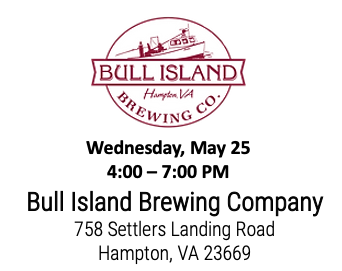 BULL ISLAND
Hampton, VA
BREWING CO.
Wednesday, May 25
4:00 – 7:00 PM
Bull Island Brewing Company
758 Settlers Landing Road
Hampton, VA 23669